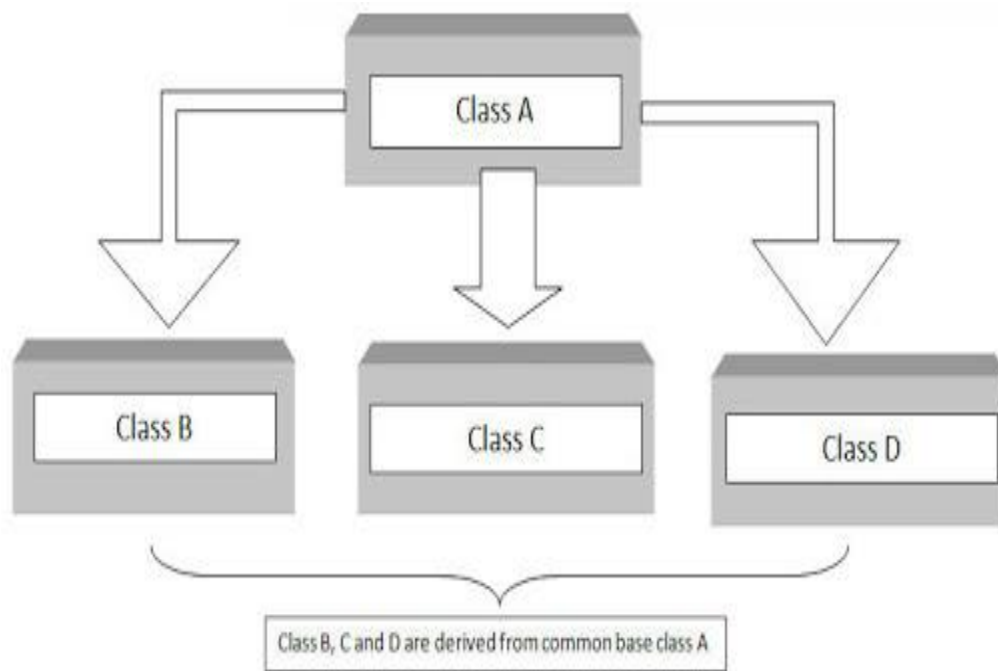 Class A
Class B
Class C
Class D
Class B, C and D are derived from common base class A